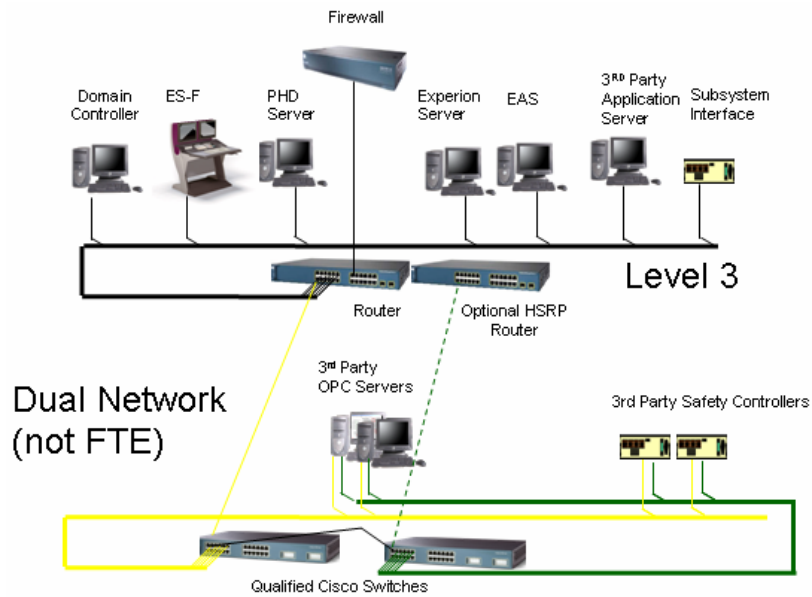 Firewall
Domain
Controller
ES-F
PHD
Server
Experion
Server
EAS
3RD Party
Application
Server
Subsystem
Interface
Level 3
Router
Optional HSRP
Router
3rd Party
OPC Servers
Dual Network
(not FTE)
3rd Party Safety Controllers
Qualified Cisco Switches